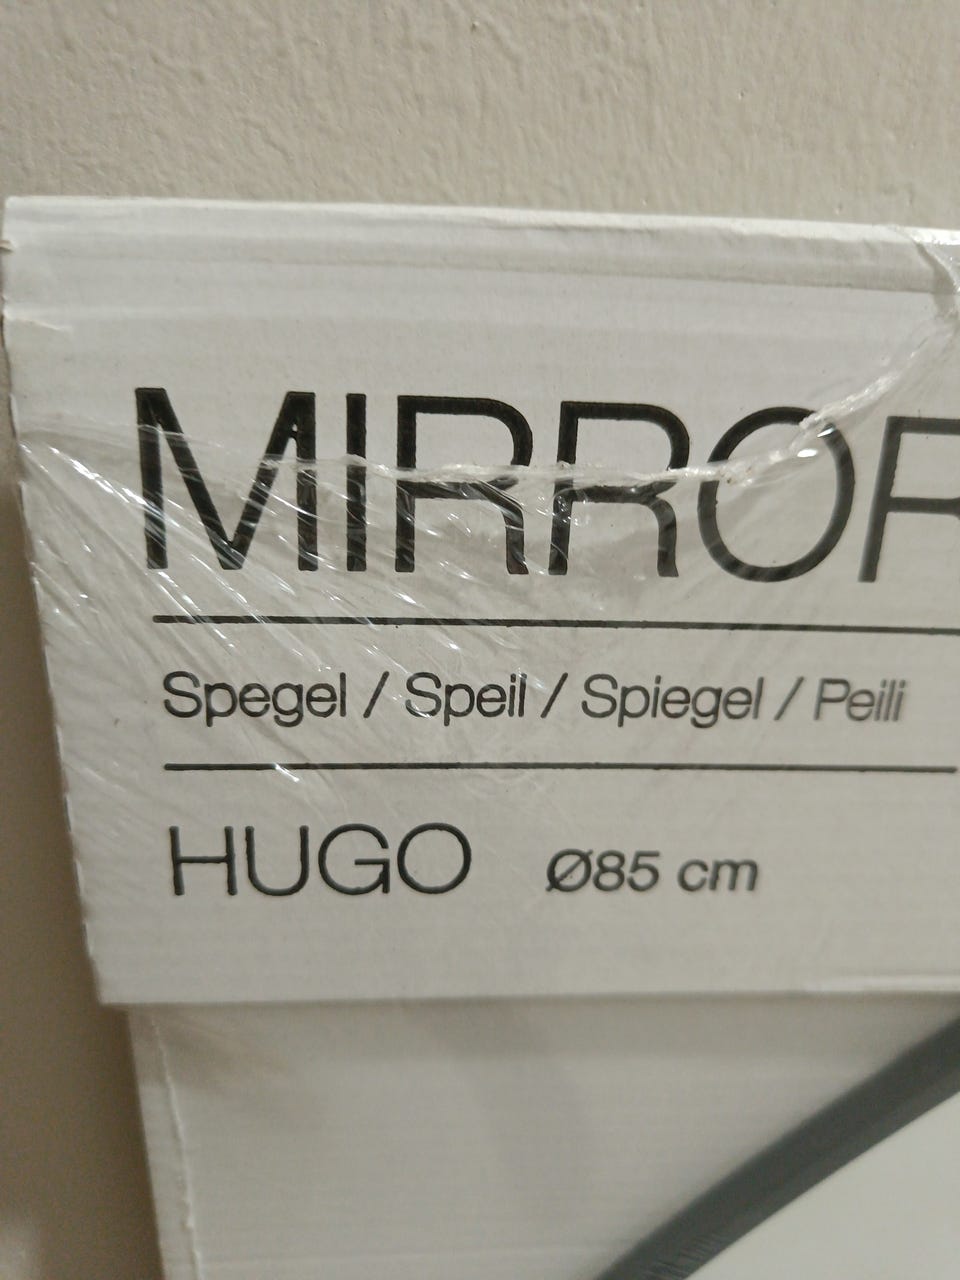 MIRROR
Spegel / Speil / Spiegel / Peili
HUGO Ø85 cm